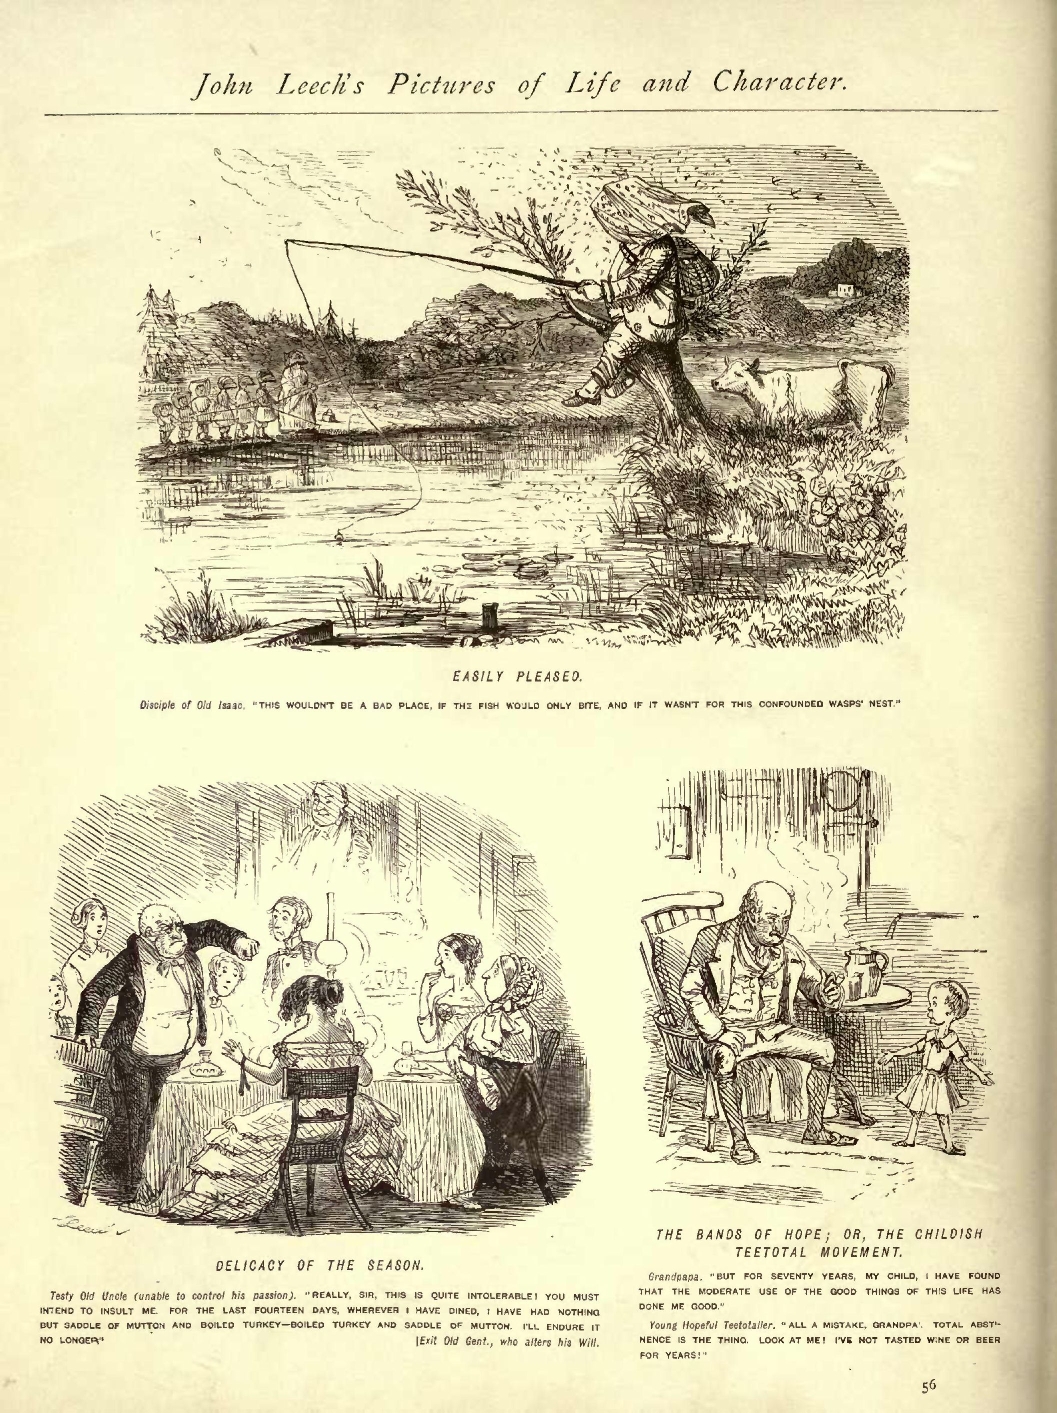 John Leech's Pictures of Life and Character.
EASILY PLEASED.
Disciple of Old Isaac. "THIS WOULDN'T BE A BAD PLACE, IF THE FISH WOULD ONLY BITE, AND IF IT WASN'T FOR THIS CONFOUNDED WASPS' NEST."
Leech
DELICACY OF THE SEASON.
Testy Old Uncle (unable to control his passion). "REALLY, SIR, THIS IS QUITE INTOLERABLE! YOU MUST
INTEND TO INSULT ME. FOR THE LAST FOURTEEN DAYS, WHEREVER I HAVE DINED, I HAVE HAD NOTHING
BUT SADDLE OF MUTTON AND BOILED TURKEY—BOILED TURKEY AND SADDLE OF MUTTON. I'LL ENDURE IT
NO LONGER" [Exit Old Gent., who alters his Will.
THE BANDS OF HOPE; OR, THE CHILDISH
TEETOTAL MOVEMENT.
Grandpapa. "BUT FOR SEVENTY YEARS, MY CHILD, I HAVE FOUND
THAT THE MODERATE USE OF THE GOOD THINGS OF THIS LIFE HAS
DONE ME GOOD."
Young Hopeful Teetotaller. "ALL A MISTAKE, GRANDPA'. TOTAL ABSTI-
NENCE IS THE THING. LOOK AT ME! I'VE NOT TASTED WINE OR BEER
FOR YEARS!"
56